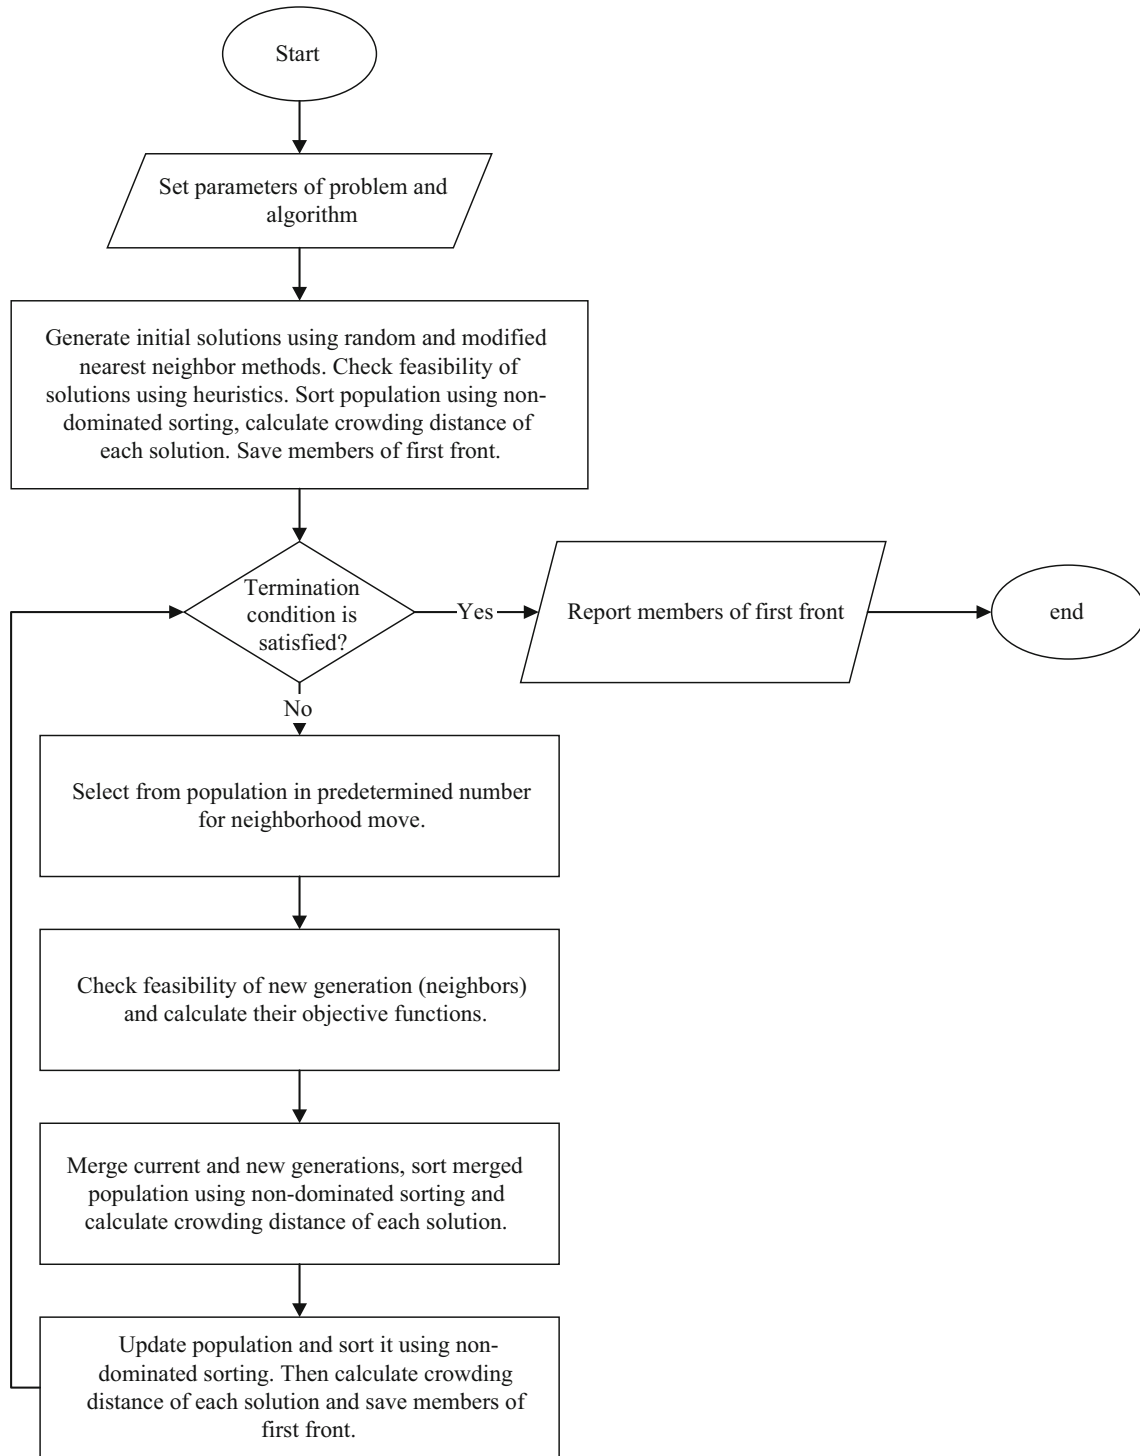 Start
Set parameters of problem and
algorithm
Generate initial solutions using random and modified
nearest neighbor methods. Check feasibility of
solutions using heuristics. Sort population using non-
dominated sorting, calculate crowding distance of
each solution. Save members of first front.
Termination
condition is
satisfied?
Yes
Report members of first front
end
No
Select from population in predetermined number
for neighborhood move.
Check feasibility of new generation (neighbors)
and calculate their objective functions.
Merge current and new generations, sort merged
population using non-dominated sorting and
calculate crowding distance of each solution.
Update population and sort it using non-
dominated sorting. Then calculate crowding
distance of each solution and save members of
first front.